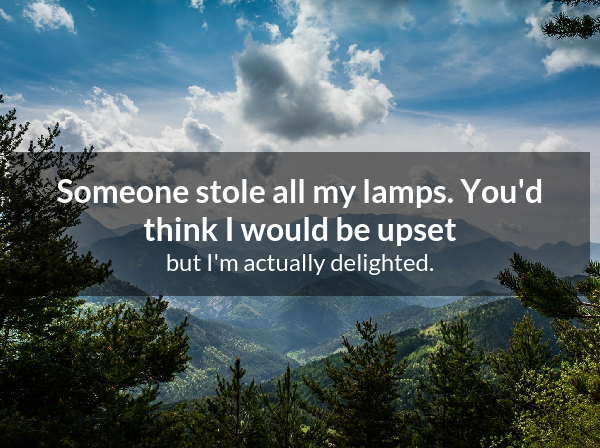 Someone stole all my lamps. You'd
think I would be upset
but I'm actually delighted.